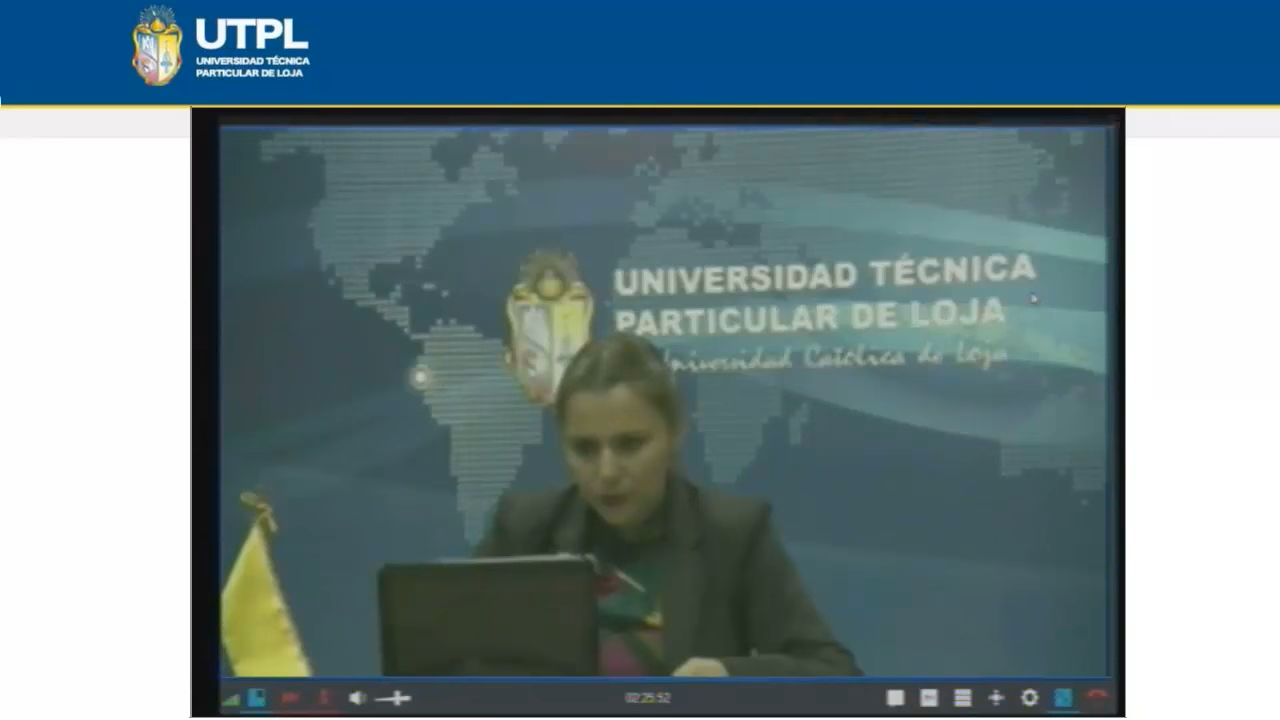 UTPL
UNIVERSIDAD TÉCNICA
PARTICULAR DE LOJA
UNIVERSIDAD TÉCNICA
PARTICULAR DE LOJA
Universidad Católica de Loja
02:25:52